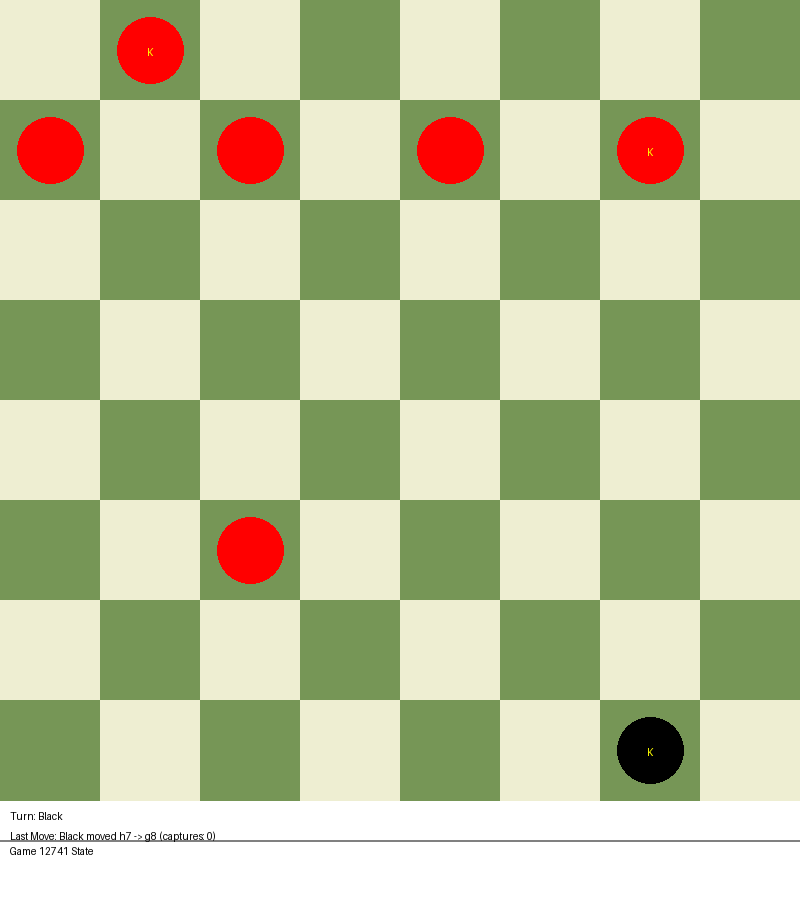 K
K
K
Turn: Black
Last Move: Black moved h7 -> g8 (captures: 0)
Game 12741 State